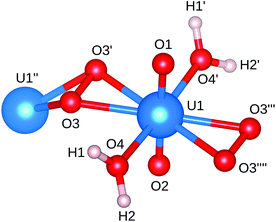 H1'
O3' O1
O4' H2'
U1''
U1
O3 O3'''
H1 O4
O3''''
O2
H2